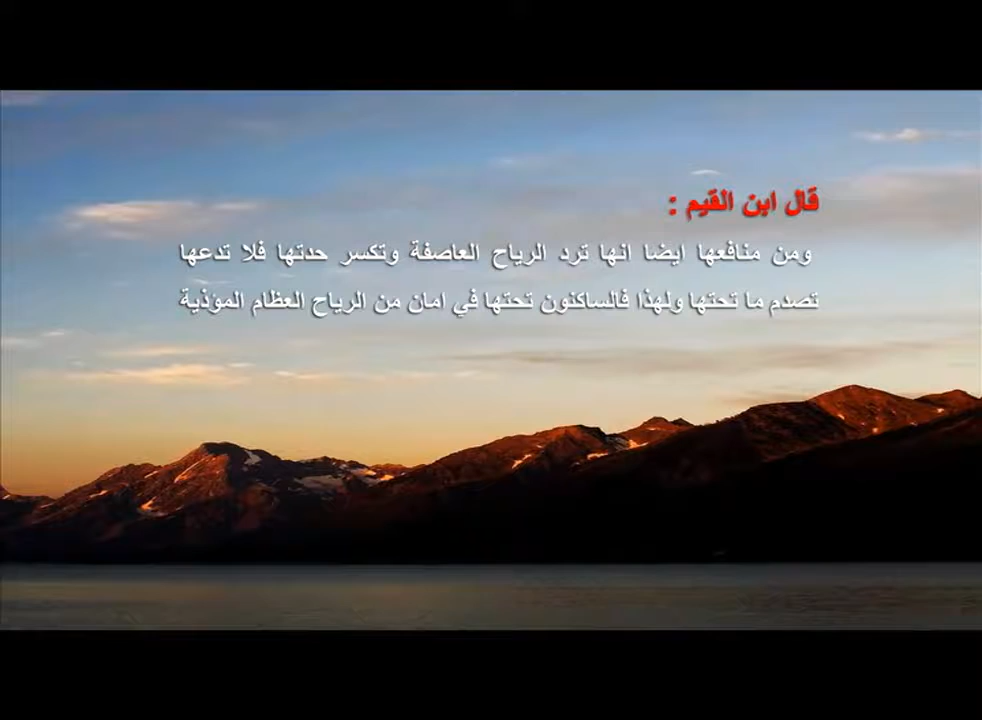 قال ابن القيم :
ومن منافعها ايضا انها ترد الرياح العاصفة وتكسر حدتها فلا تدعها
تصدم ما تحتها ولهذا فالساكنون تحتها في امان من الرياح العظام المؤذية